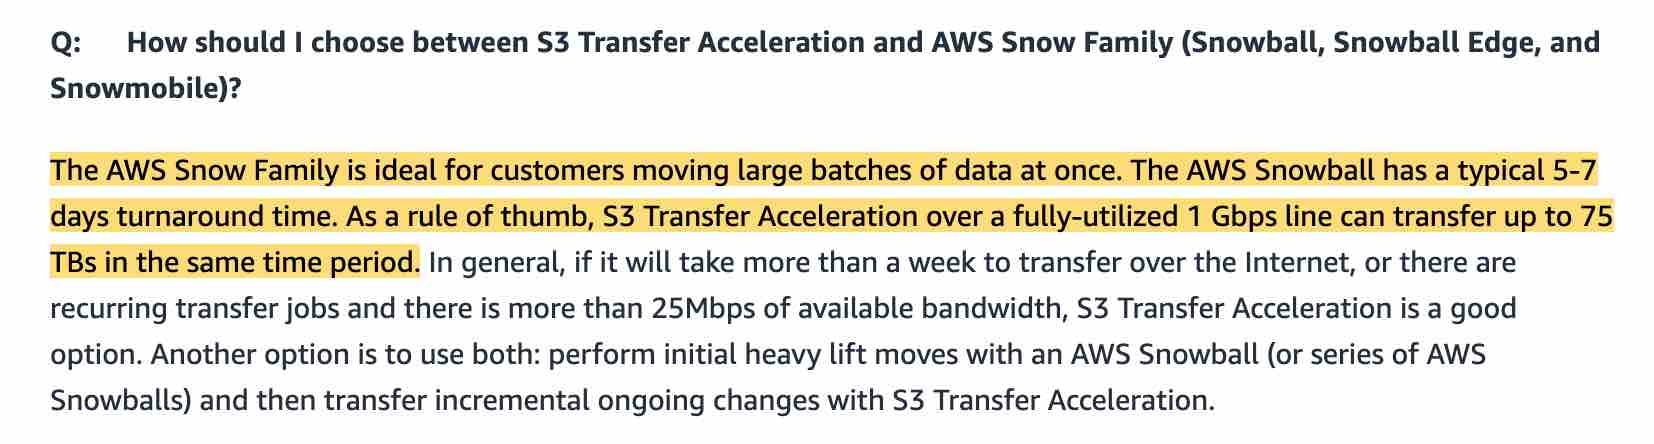 Q: How should I choose between S3 Transfer Acceleration and AWS Snow Family (Snowball, Snowball Edge, and
Snowmobile)?
The AWS Snow Family is ideal for customers moving large batches of data at once. The AWS Snowball has a typical 5-7
days turnaround time. As a rule of thumb, S3 Transfer Acceleration over a fully-utilized 1 Gbps line can transfer up to 75
TBs in the same time period. In general, if it will take more than a week to transfer over the Internet, or there are
recurring transfer jobs and there is more than 25Mbps of available bandwidth, S3 Transfer Acceleration is a good
option. Another option is to use both: perform initial heavy lift moves with an AWS Snowball (or series of AWS
Snowballs) and then transfer incremental ongoing changes with S3 Transfer Acceleration.